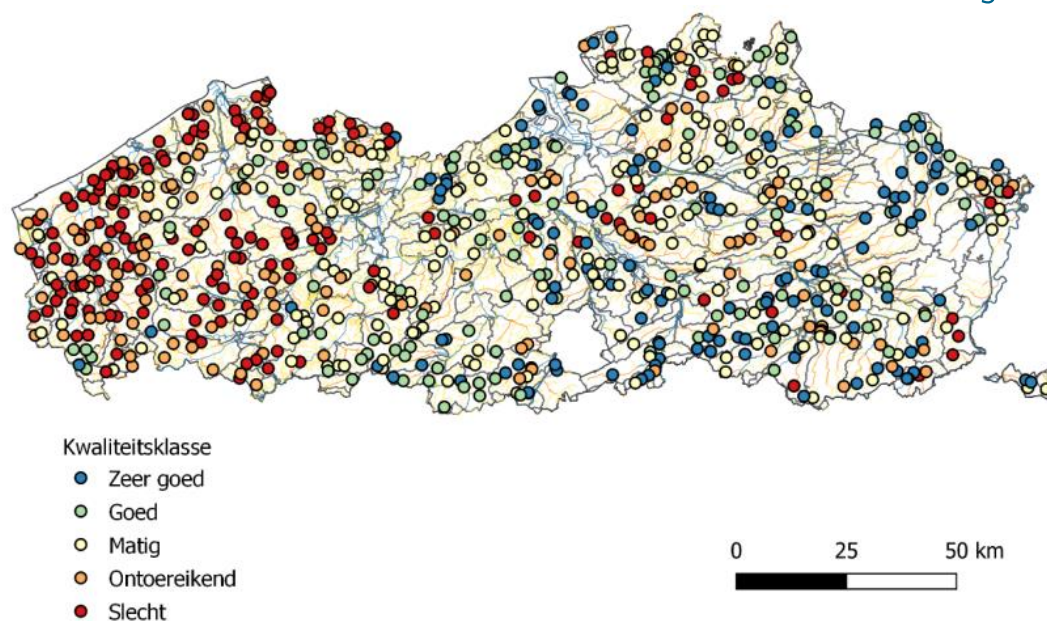 g
Kwaliteitsklasse
Zeer goed
Goed
Matig
Ontoereikend
Slecht
0 25 50 km